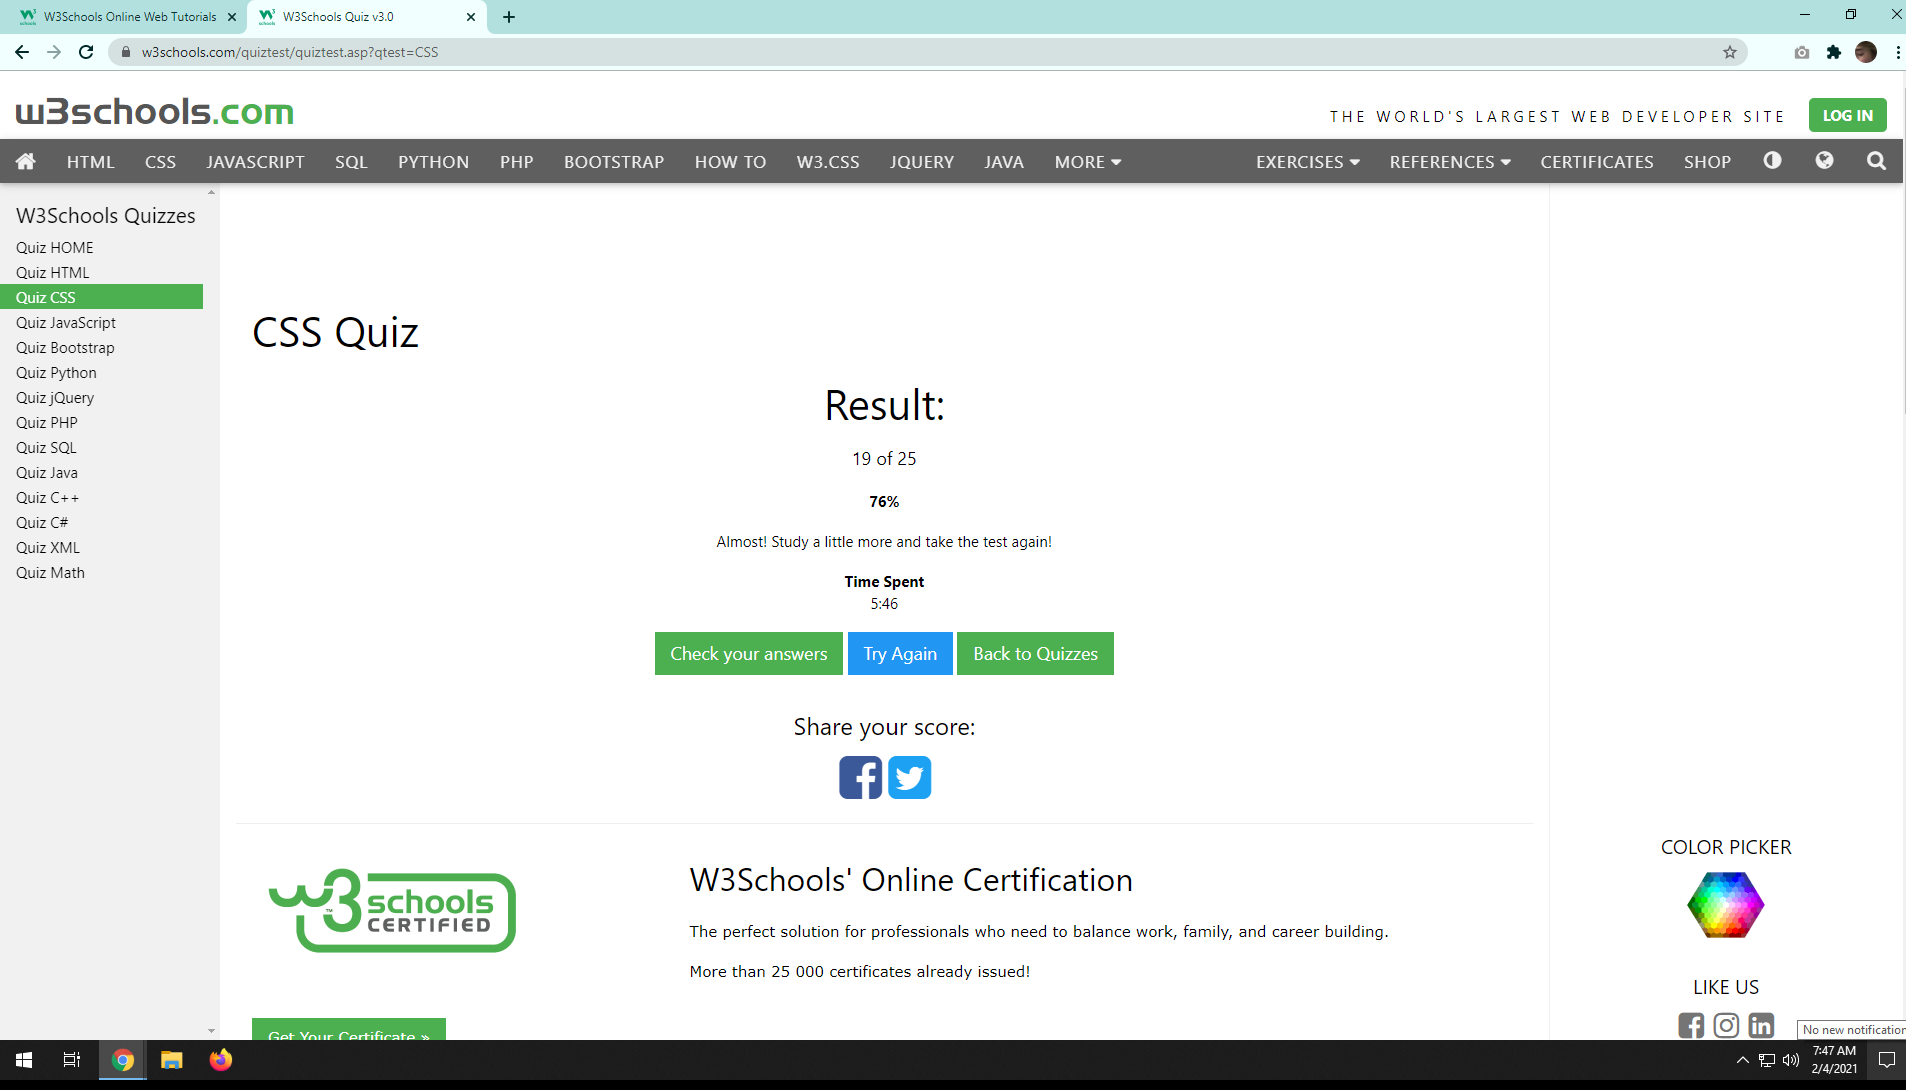 W3Schools Online Web Tutorials
W3Schools Quiz v3.0
w3schools.com/quiztest/quiztest.asp?qtest=CSS
w3schools.com
THE WORLD'S LARGEST WEB DEVELOPER SITE
LOG IN
HTML CSS JAVASCRIPT SQL PYTHON PHP BOOTSTRAP HOW TO W3.CSS JQUERY JAVA MORE EXERCISES REFERENCES CERTIFICATES SHOP
W3Schools Quizzes
Quiz HOME
Quiz HTML
Quiz CSS
Quiz JavaScript
Quiz Bootstrap
Quiz Python
Quiz jQuery
Quiz PHP
Quiz SQL
Quiz Java
Quiz C++
Quiz C#
Quiz XML
Quiz Math
CSS Quiz
Result:
19 of 25
76%
Almost! Study a little more and take the test again!
Time Spent
5:46
Check your answers Try Again Back to Quizzes
Share your score:
w3schools
CERTIFIED
W3Schools' Online Certification
The perfect solution for professionals who need to balance work, family, and career building.
More than 25 000 certificates already issued!
Get Your Certificate »
COLOR PICKER
LIKE US
No new notification
7:47 AM
2/4/2021